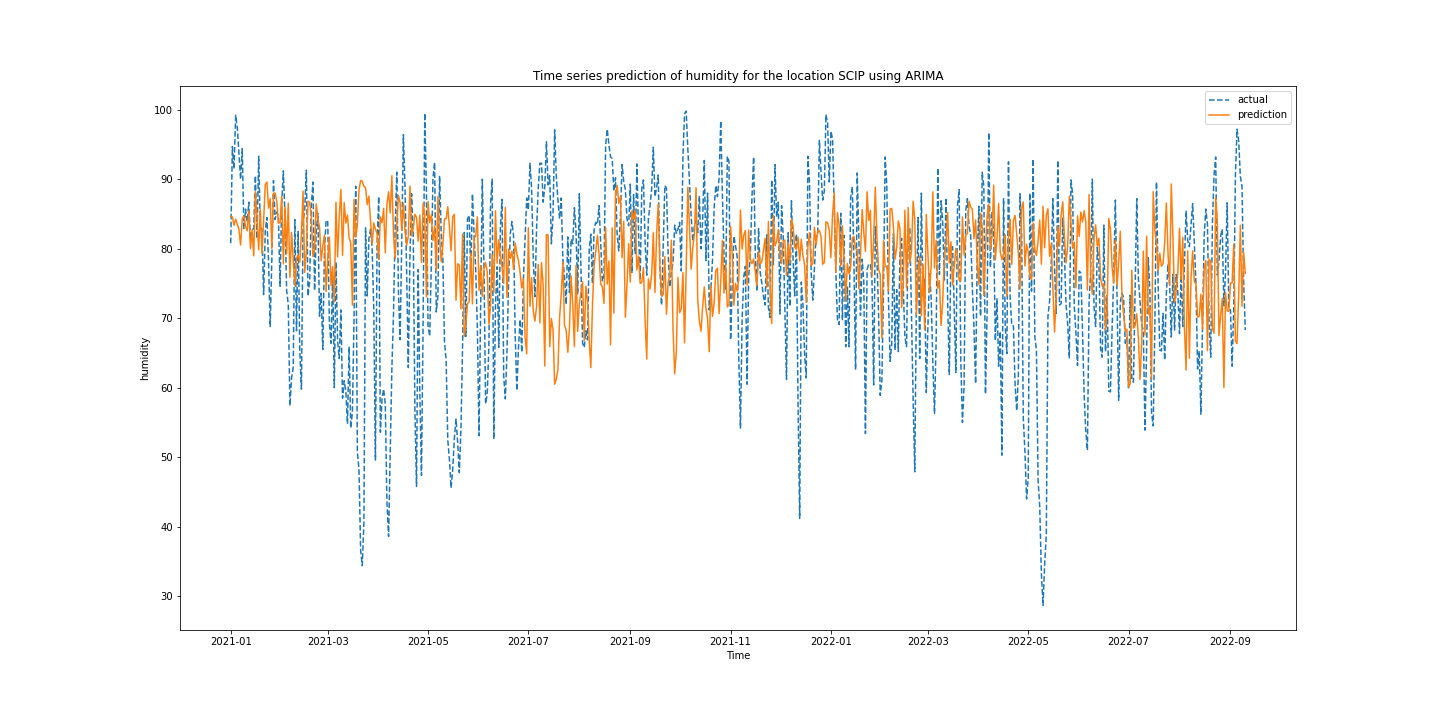 Time series prediction of humidity for the location SCIP using ARIMA
actual
prediction
100
90
80
70
60
50
40
30
humidity
2021-01 2021-03 2021-05 2021-07 2021-09 2021-11 2022-01 2022-03 2022-05 2022-07 2022-09
Time